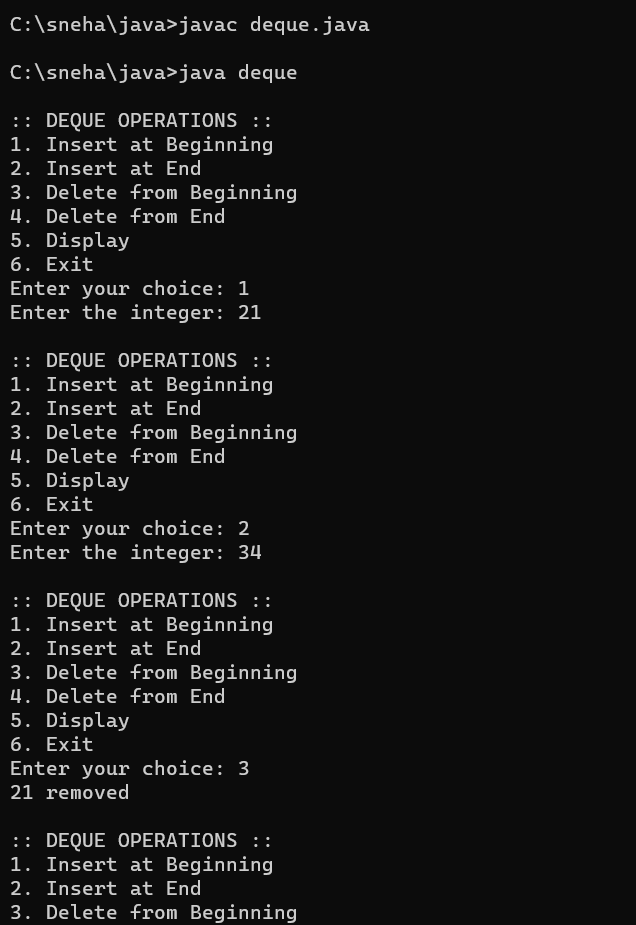 C:\sneha\java>javac deque.java
C:\sneha\java>java deque
:: DEQUE OPERATIONS ::
1. Insert at Beginning
2. Insert at End
3. Delete from Beginning
4. Delete from End
5. Display
6. Exit
Enter your choice: 1
Enter the integer: 21
:: DEQUE OPERATIONS ::
1. Insert at Beginning
2. Insert at End
3. Delete from Beginning
4. Delete from End
5. Display
6. Exit
Enter your choice: 2
Enter the integer: 34
:: DEQUE OPERATIONS ::
1. Insert at Beginning
2. Insert at End
3. Delete from Beginning
4. Delete from End
5. Display
6. Exit
Enter your choice: 3
21 removed
:: DEQUE OPERATIONS ::
1. Insert at Beginning
2. Insert at End
3. Delete from Beginning